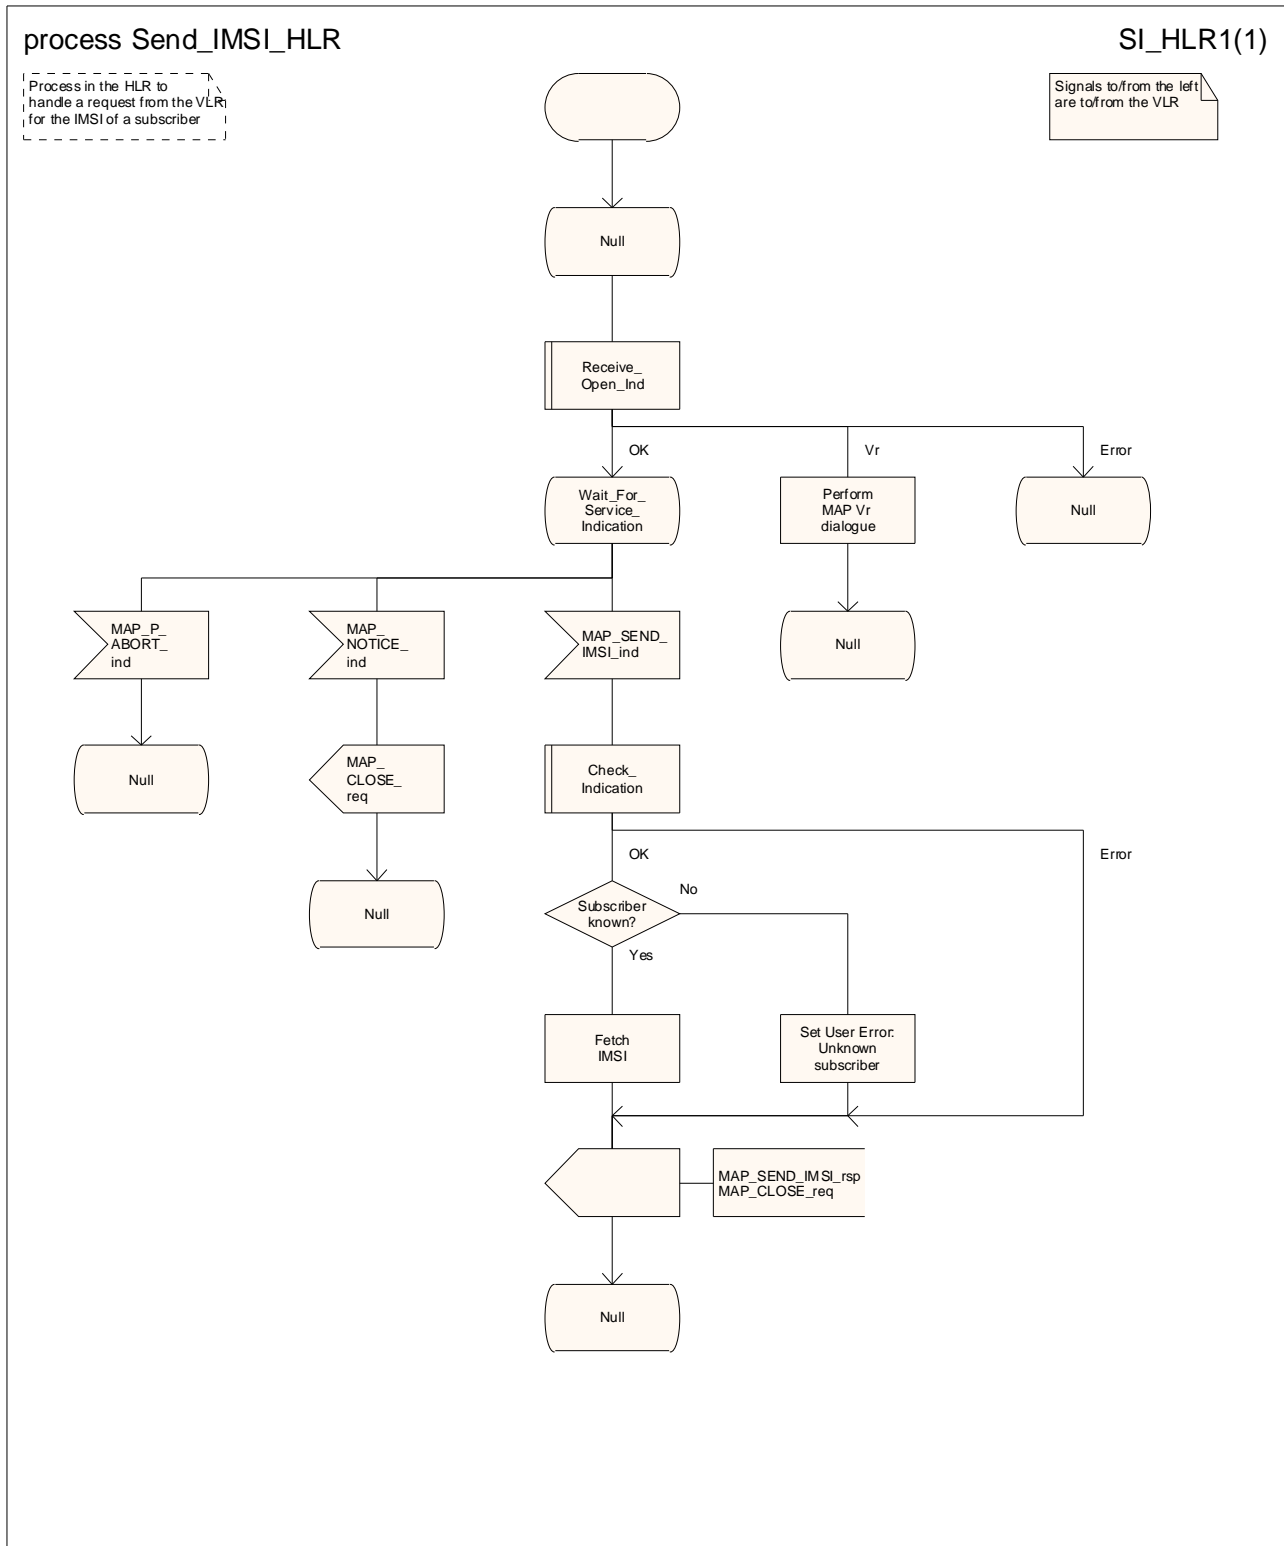 process Send_IMSI_HLR
SI_HLR1(1)
Process in the HLR to
handle a request from the VLR
for the IMSI of a subscriber
Signals to/from the left
are to/from the VLR
Null
Receive_
Open_Ind
OK
Vr
Error
Wait_For_
Service_
Indication
Perform
MAP Vr
dialogue
Null
MAP_P_
ABORT_
ind
MAP_
NOTICE_
ind
MAP_SEND_
IMSI_ind
Null
Null
MAP_
CLOSE_
req
Check_
Indication
OK
Error
Null
Subscriber
known?
No
Yes
Fetch
IMSI
Set User Error:
Unknown
subscriber
MAP_SEND_IMSI_rsp
MAP_CLOSE_req
Null